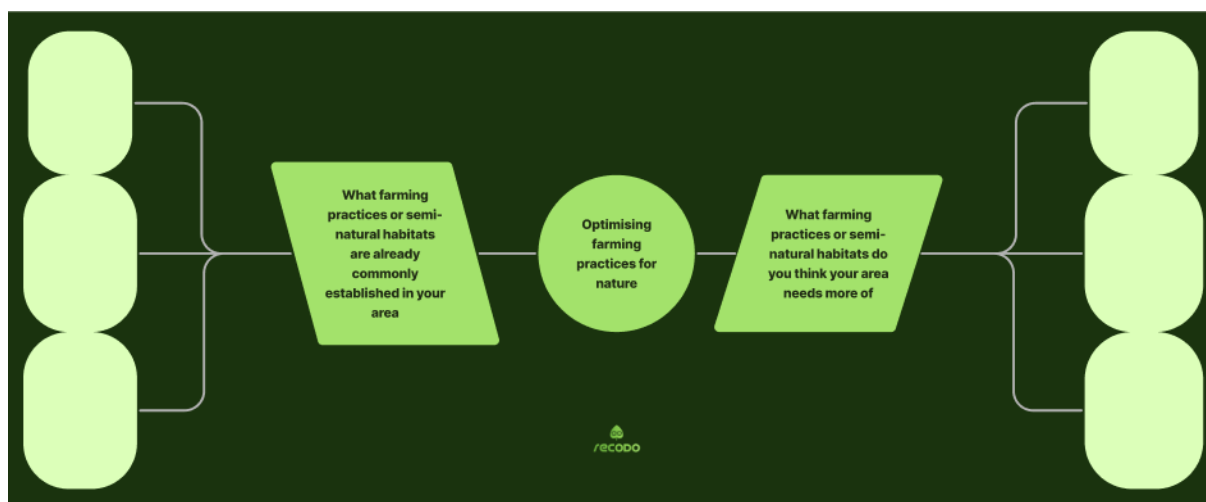 What farming
practices or semi-
natural habitats
are already
commonly
established in your
area
Optimising
farming
practices for
nature
What farming
practices or semi-
natural habitats do
you think your area
needs more of
recodo